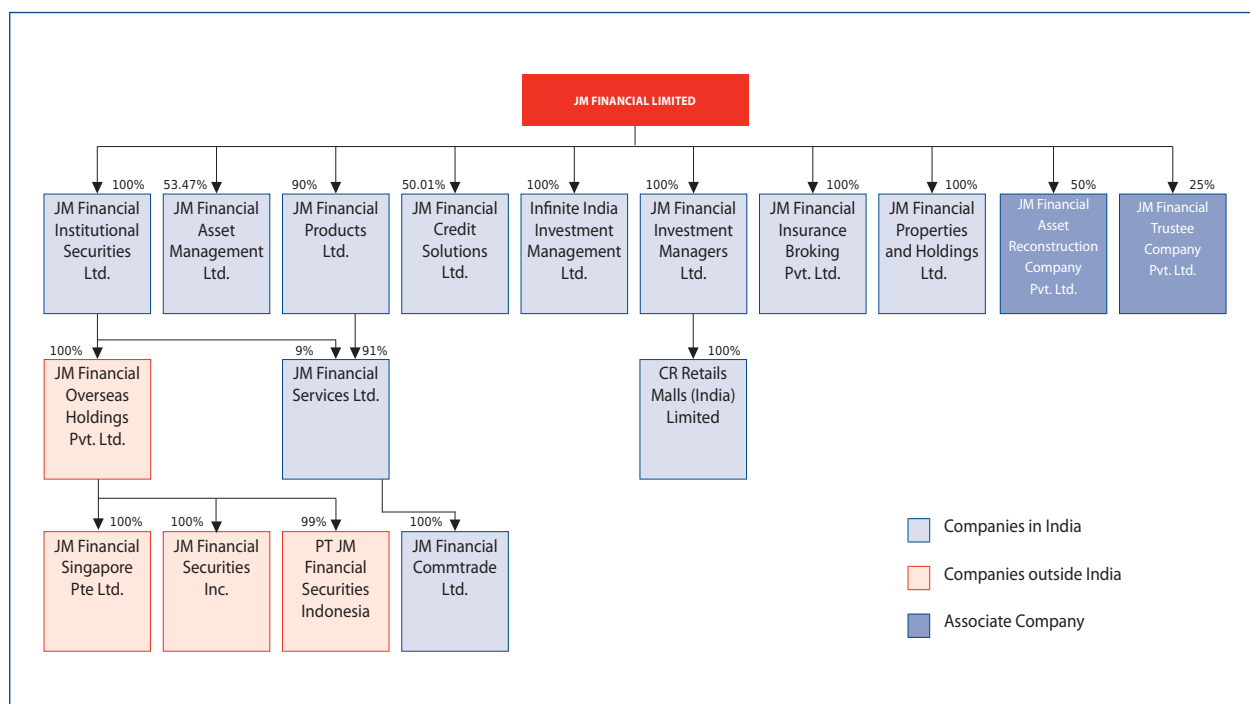 JM FINANCIAL LIMITED
100%
53.47%
90%
50.01%
100%
100%
100%
100%
50%
25%
JM Financial
Institutional
Securities
Ltd.
JM Financial
Asset
Management
Ltd.
JM Financial
Products
Ltd.
JM Financial
Credit
Solutions
Ltd.
Infinite India
Investment
Management
Ltd.
JM Financial
Investment
Managers
Ltd.
JM Financial
Insurance
Broking
Pvt. Ltd.
JM Financial
Properties
and Holdings
Ltd.
JM Financial
Asset
Reconstruction
Company
Pvt. Ltd.
JM Financial
Trustee
Company
Pvt. Ltd.
100%
9%
91%
100%
JM Financial
Overseas
Holdings
Pvt. Ltd.
JM Financial
Services Ltd.
CR Retails
Malls (India)
Limited
100%
100%
99%
100%
JM Financial
Singapore
Pte Ltd.
JM Financial
Securities
Inc.
PT JM
Financial
Securities
Indonesia
JM Financial
Commtrade
Ltd.
Companies in India
Companies outside India
Associate Company